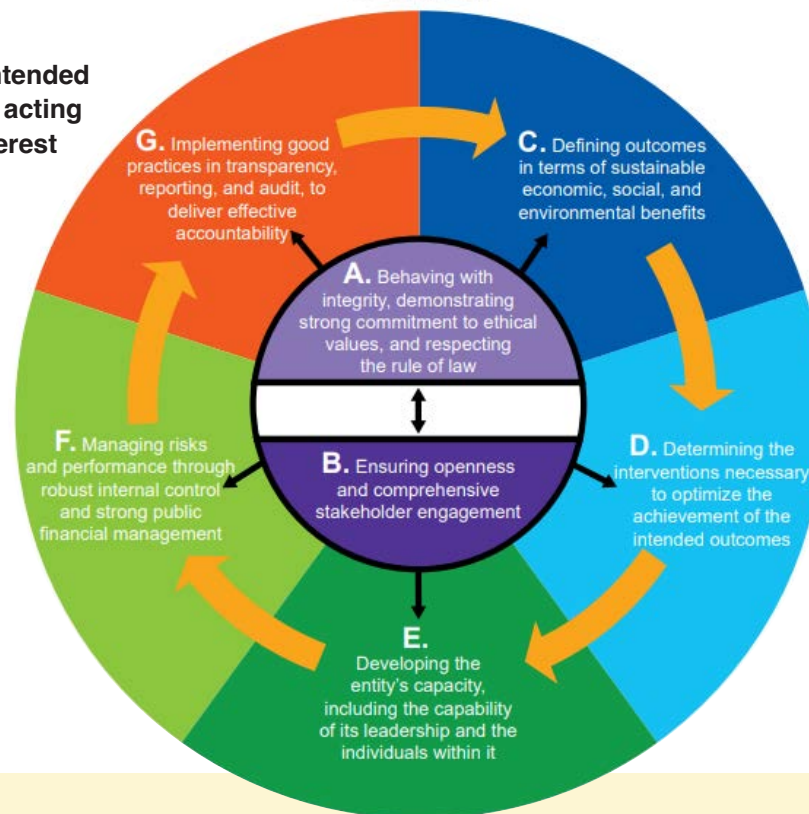 ntended
acting
erest
G. Implementing good
practices in transparency,
reporting, and audit, to
deliver effective
accountability
C. Defining outcomes
in terms of sustainable
economic, social, and
environmental benefits
A. Behaving with
integrity, demonstrating
strong commitment to ethical
values, and respecting
the rule of law
B. Ensuring openness
and comprehensive
stakeholder engagement
F. Managing risks
and performance through
robust internal control
and strong public
financial management
D. Determining the
interventions necessary
to optimize the
achievement of the
intended outcomes
E.
Developing the
entity's capacity,
including the capability
of its leadership and the
individuals within it